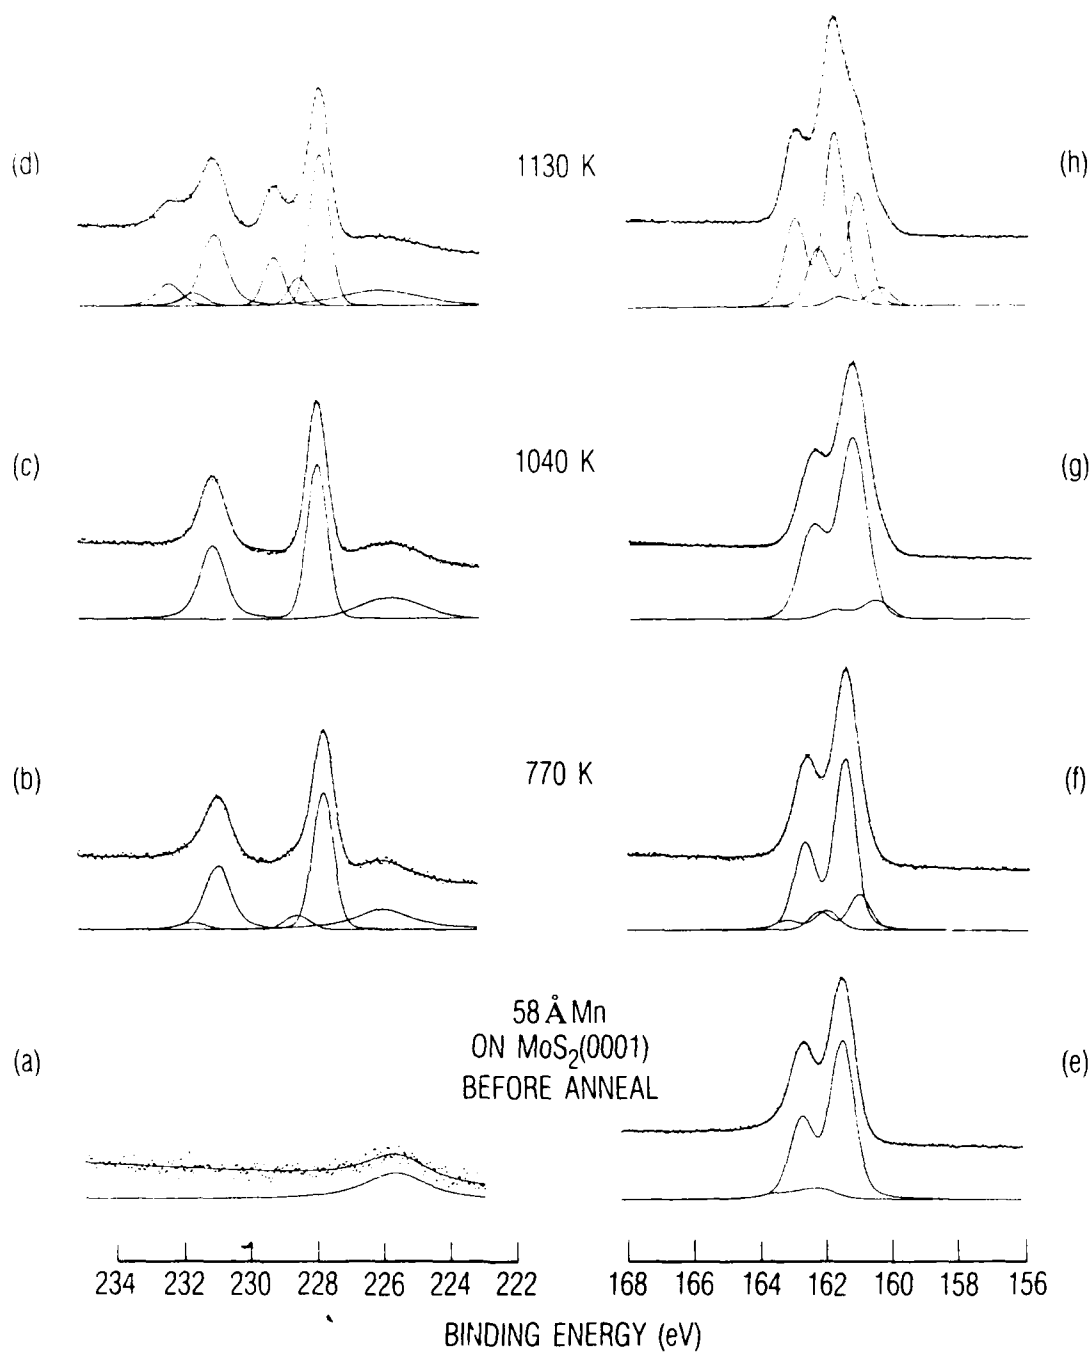 (d)
1130 K
(h)
(c)
1040 K
(g)
(b)
770 K
(f)
(a)
58 Å Mn
ON MoS₂(0001)
BEFORE ANNEAL
(e)
234 232 230 228 226 224 222 168 166 164 162 160 158 156
BINDING ENERGY (eV)